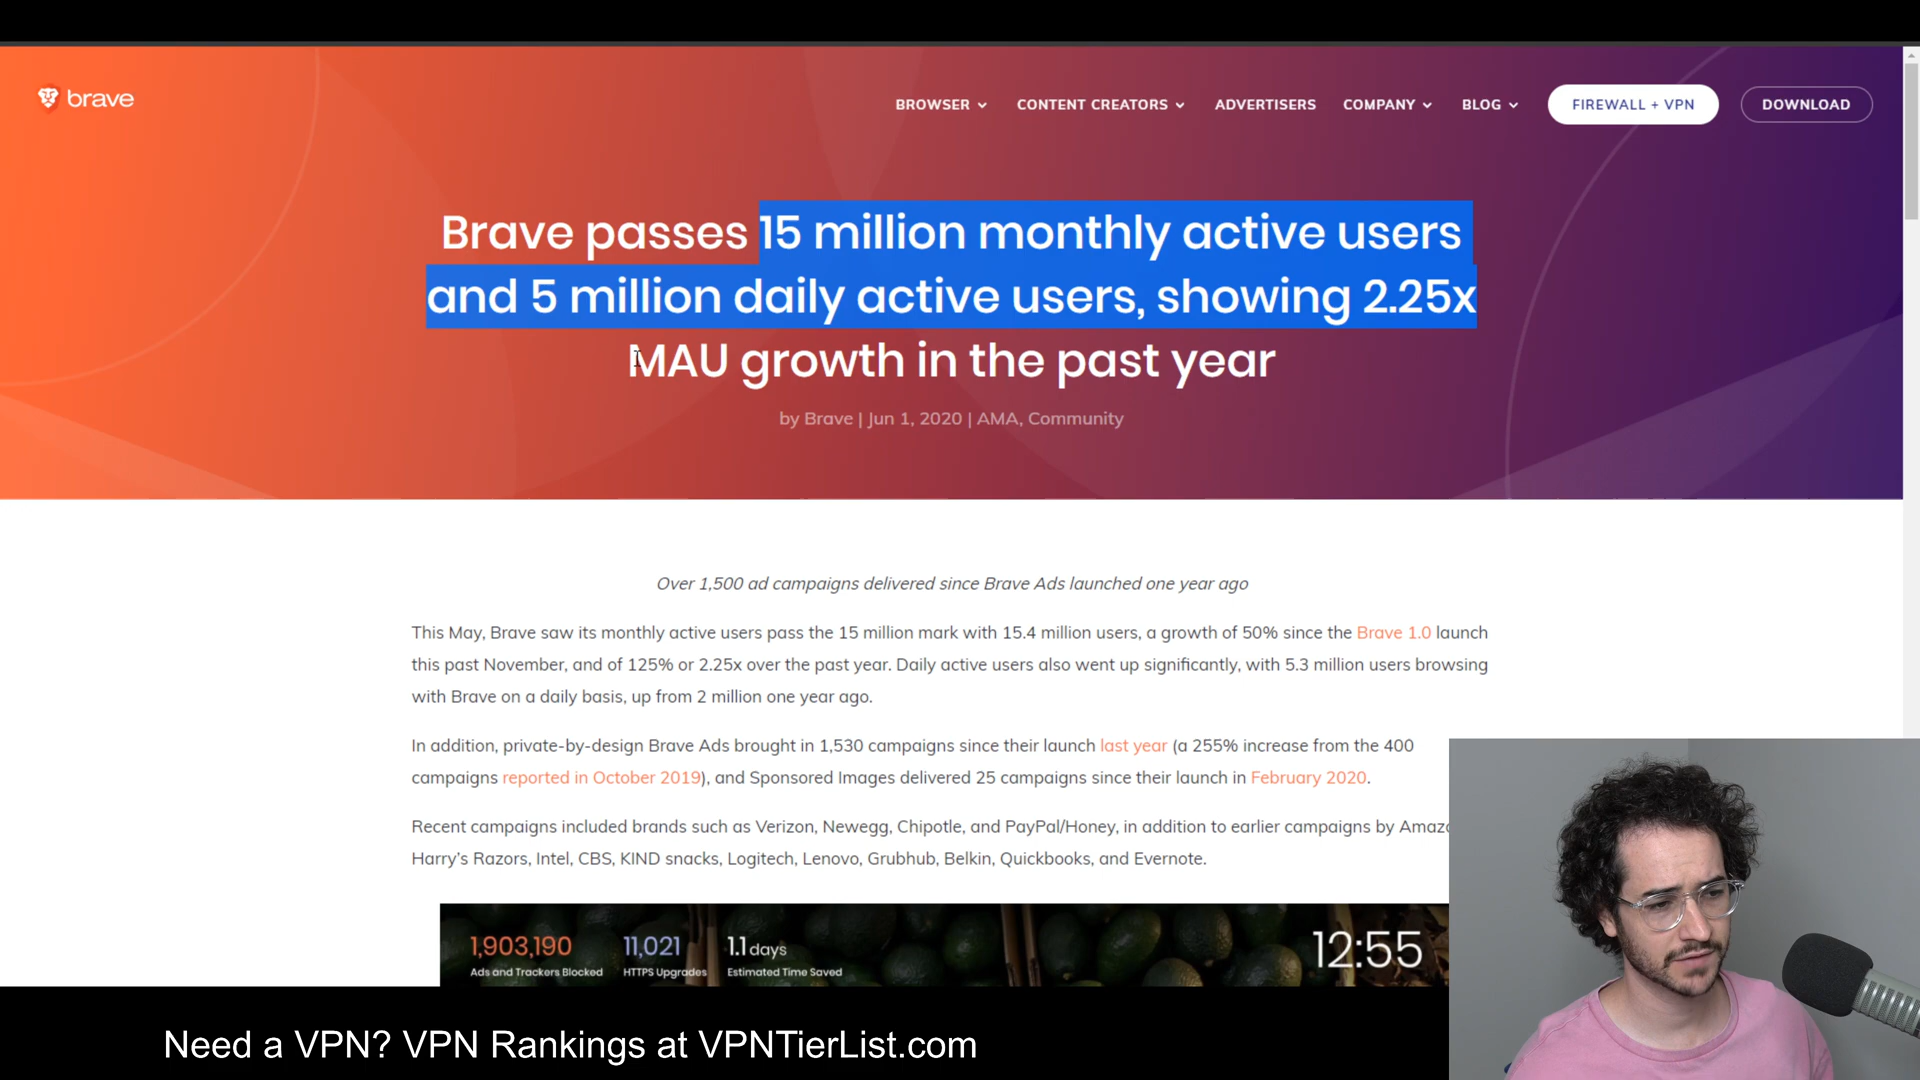 brave
BROWSER CONTENT CREATORS ADVERTISERS COMPANY BLOG FIREWALL + VPN DOWNLOAD
Brave passes 15 million monthly active users
and 5 million daily active users, showing 2.25x
MAU growth in the past year
by Brave | Jun 1, 2020 | AMA, Community
Over 1,500 ad campaigns delivered since Brave Ads launched one year ago
This May, Brave saw its monthly active users pass the 15 million mark with 15.4 million users, a growth of 50% since the Brave 1.0 launch
this past November, and of 125% or 2.25x over the past year. Daily active users also went up significantly, with 5.3 million users browsing
with Brave on a daily basis, up from 2 million one year ago.
In addition, private-by-design Brave Ads brought in 1,530 campaigns since their launch last year (a 255% increase from the 400
campaigns reported in October 2019), and Sponsored Images delivered 25 campaigns since their launch in February 2020.
Recent campaigns included brands such as Verizon, Newegg, Chipotle, and PayPal/Honey, in addition to earlier campaigns by
Harry's Razors, Intel, CBS, KIND snacks, Logitech, Lenovo, Grubhub, Belkin, Quickbooks, and Evernote.
1,903,190 11,021 1.1 days 12:55
Ads and Trackers Blocked HTTPS Upgrades Estimated Time Saved
Need a VPN? VPN Rankings at VPNTierList.com